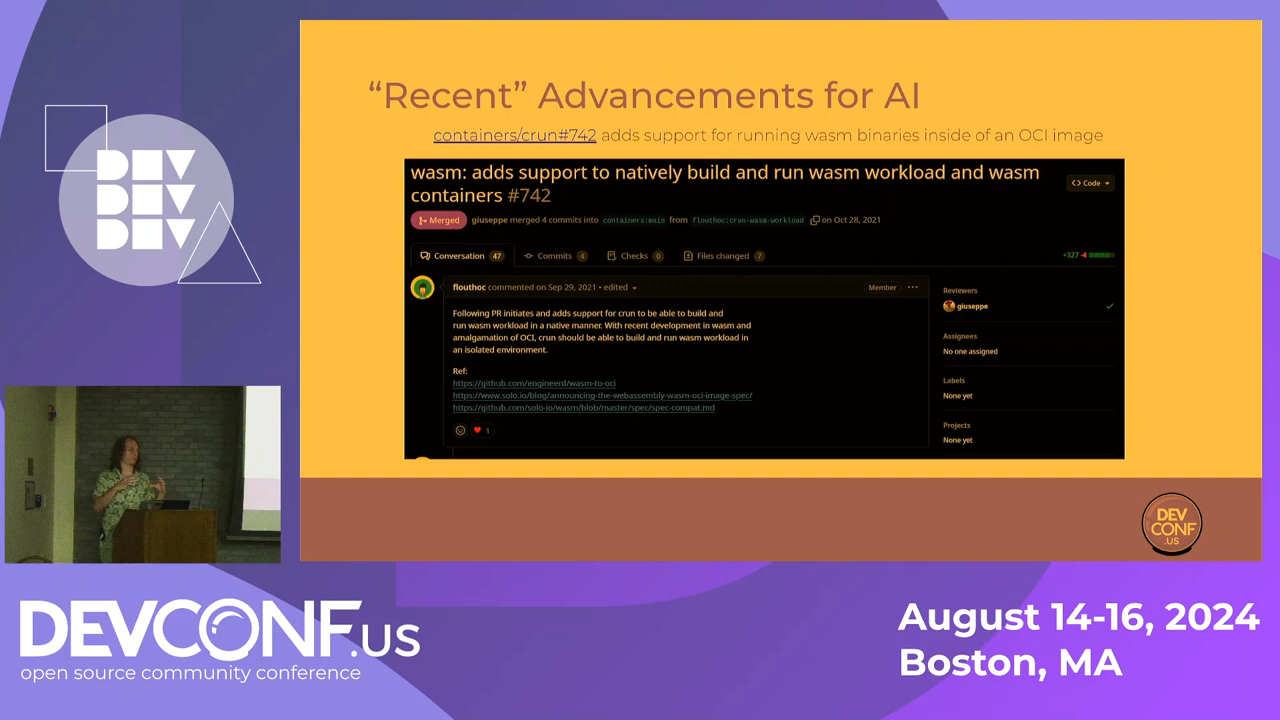 DEV
DEV
DEV
“Recent” Advancements for AI
containers/crun#742 adds support for running wasm binaries inside of an OCI image
wasm: adds support to natively build and run wasm workload and wasm
containers #742
Code
Merged giuseppe merged 4 commits into containers:main from flouthoc:crun-wasm-workload on Oct 28, 2021
Conversation 47 Commits 4 Checks 0 Files changed 7
+327 -4
flouthoc commented on Sep 29, 2021 • edited
Member
Following PR initiates and adds support for crun to be able to build and
run wasm workload in a native manner. With recent development in wasm and
amalgamation of OCI, crun should be able to build and run wasm workload in
an isolated environment.
Ref:
https://github.com/engineerd/wasm-to-oci
https://www.solo.io/blog/announcing-the-webassembly-wasm-oci-image-spec/
https://github.com/solo-io/wasm/blob/master/spec/spec-compat.md
1
Reviewers
giuseppe
Assignees
No one assigned
Labels
None yet
Projects
None yet
DEV
CONF
.US
DEVCONF.US
open source community conference
August 14-16, 2024
Boston, MA